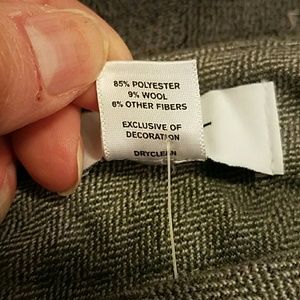 85% POLYESTER
9% WOOL
6% OTHER FIBERS
EXCLUSIVE OF
DECORATION
DRYCLEAN